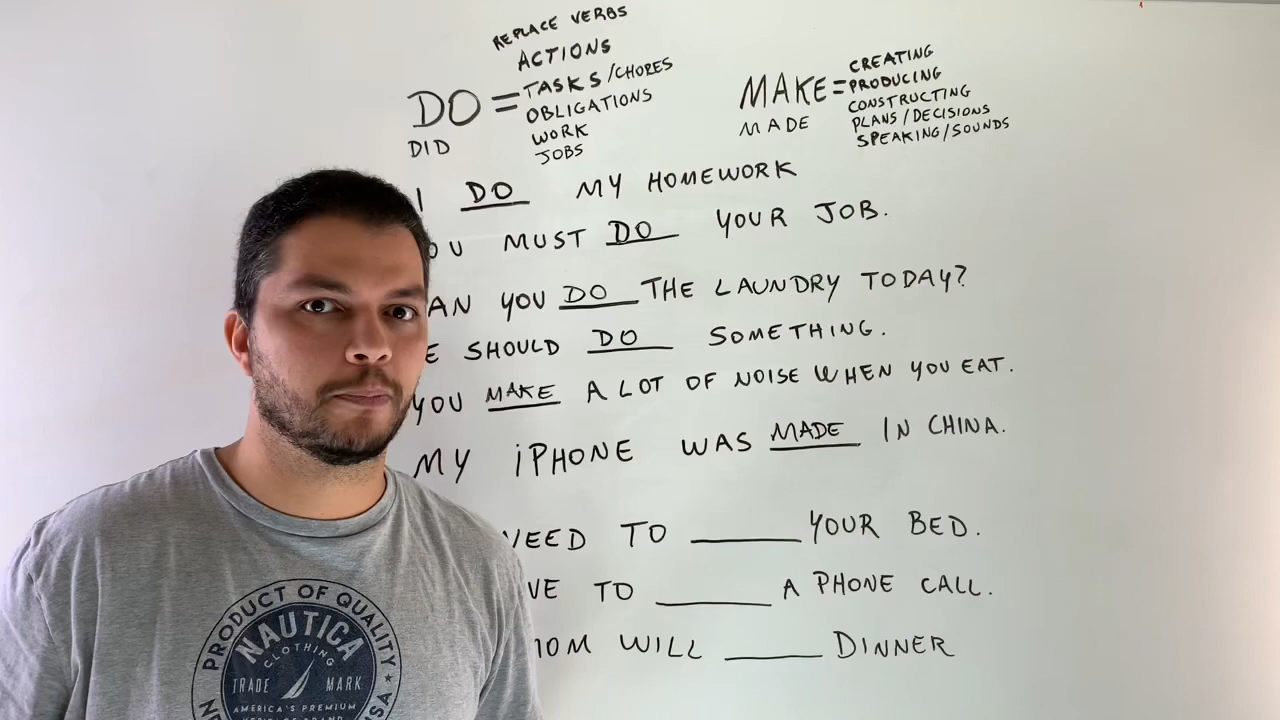 REPLACE VERBS
ACTIONS
DO = TASKS/CHORES
OBLIGATIONS
DID
WORK
JOBS
CREATING
MAKE = PRODUCING
CONSTRUCTING
MADE
PLANS/DECISIONS
SPEAKING/SOUNDS
I DO MY HOMEWORK
OU MUST DO YOUR JOB.
AN YOU DO THE LAUNDRY TODAY?
E SHOULD DO SOMETHING.
YOU MAKE A LOT OF NOISE WHEN YOU EAT.
MY iPHONE WAS MADE IN CHINA.
NEED TO ______ YOUR BED.
VE TO ______ A PHONE CALL.
MOM WILL ______ DINNER
PRODUCT OF QUALITY
NAUTICA
CLOTHING
TRADE MARK
AMERICA'S PREMIUM
USA